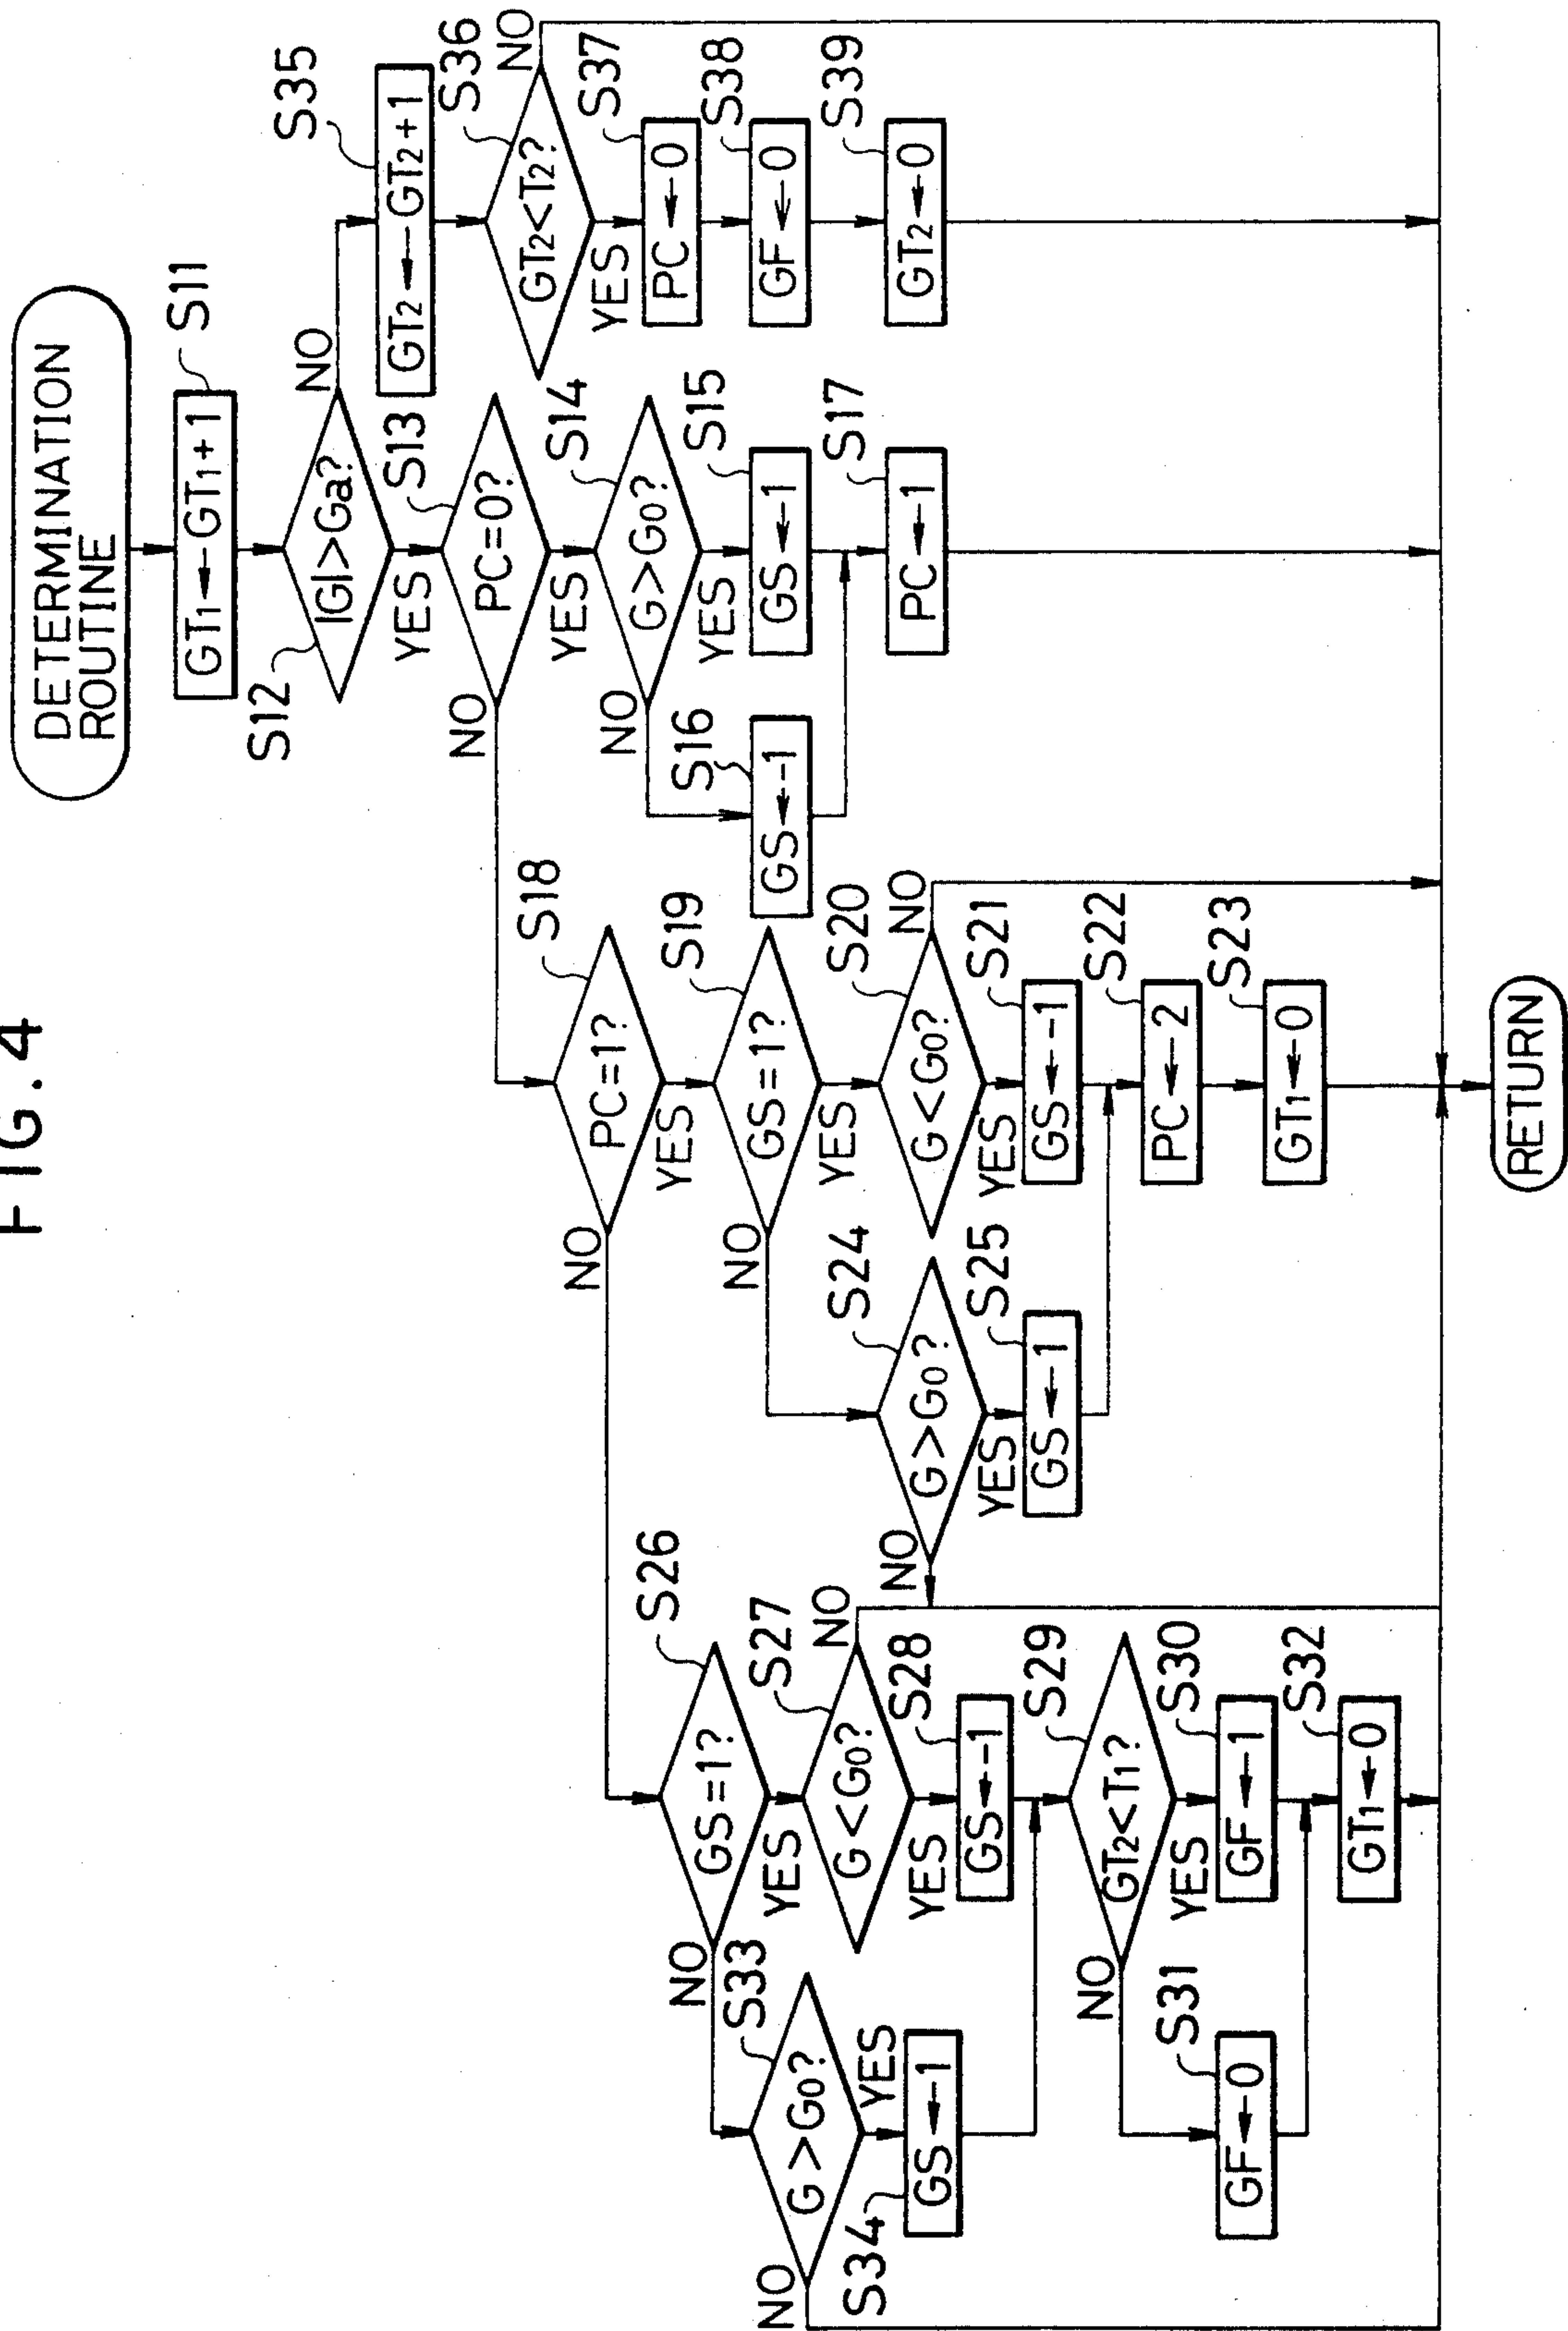 FIG. 4
DETERMINATION
ROUTINE
S11
GT1←GT1+1
S12
|G|>Ga?
NO
YES
S35
GT2←GT2+1
S36
GT2<T2?
NO
YES
S37
PC←0
S38
GF←0
S39
GT2←0
S13
PC=0?
NO
YES
S14
G>G0?
NO
YES
S15
GS←1
S16
GS←-1
S17
PC←1
S18
PC=1?
NO
YES
S19
GS=1?
NO
YES
S20
G<G0?
NO
YES
S21
GS←-1
S22
PC←2
S23
GT1←0
S24
G>G0?
NO
YES
S25
GS←1
S26
GS=1?
NO
YES
S27
G<G0?
NO
YES
S28
GS←-1
S29
GT2<T1?
NO
YES
S30
GF←1
S31
GF←0
S32
GT1←0
S33
G>G0?
NO
YES
S34
GS←1
RETURN